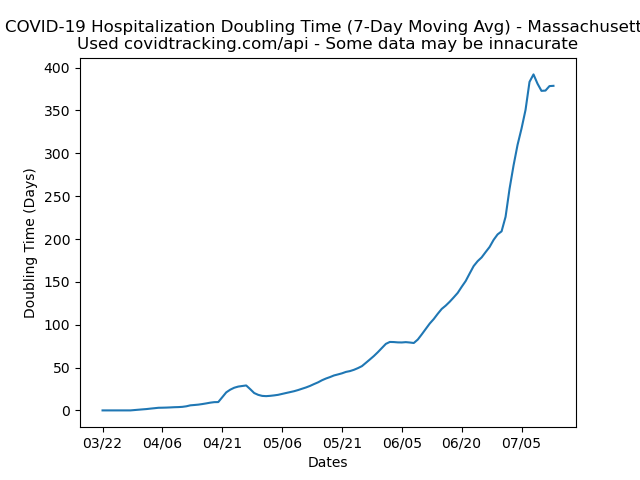 COVID-19 Hospitalization Doubling Time (7-Day Moving Avg) - Massachusett
Used covidtracking.com/api - Some data may be innacurate
400
350
300
250
200
150
100
50
0
Doubling Time (Days)
03/22 04/06 04/21 05/06 05/21 06/05 06/20 07/05
Dates